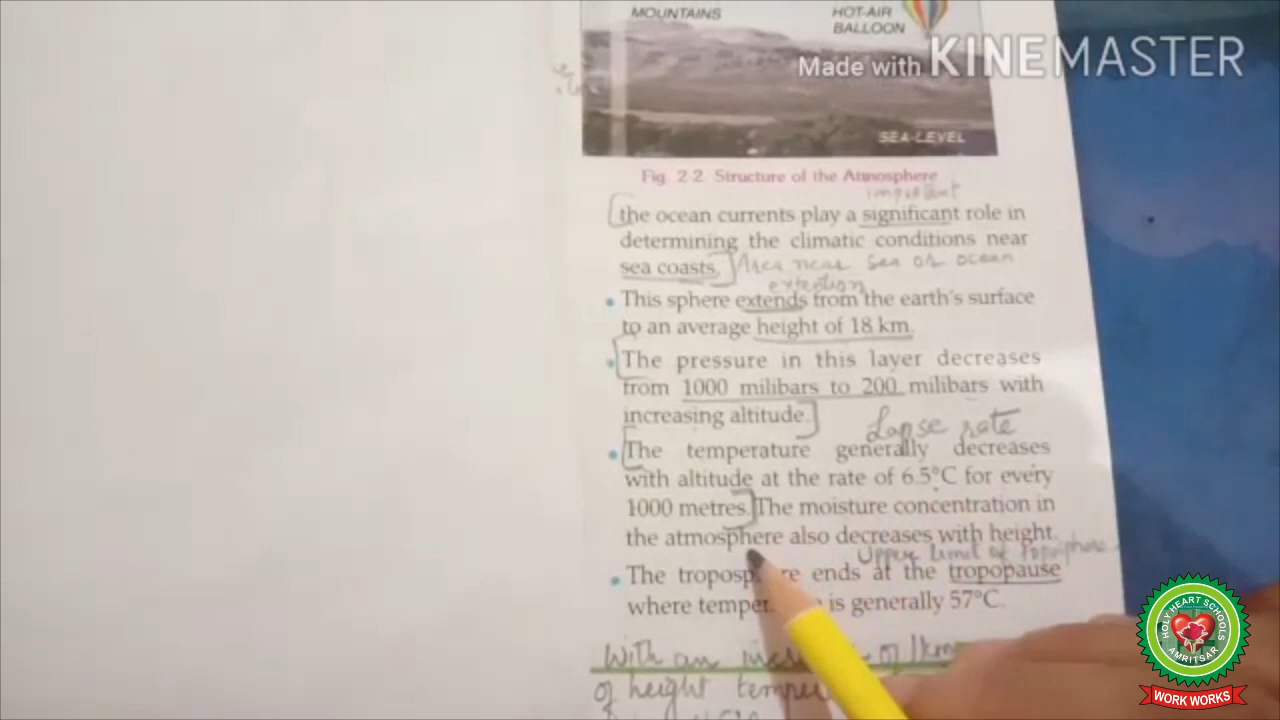 MOUNTAINS
HOT-AIR
BALLOON
Made with KINEMASTER
SEA-LEVEL
Fig. 2·2 Structure of the Atmosphere
important
the ocean currents play a significant role in
determining the climatic conditions near
sea coasts. Area near sea or ocean
extention
• This sphere extends from the earth's surface
to an average height of 18 km.
• The pressure in this layer decreases
from 1000 milibars to 200 milibars with
increasing altitude.
Lapse rate
• The temperature generally decreases
with altitude at the rate of 6.5°C for every
1000 metres. The moisture concentration in
the atmosphere also decreases with height.
Upper limit of
• The ends at the tropopause
where is generally 57°C.
With an of 1km
of height
HOLY HEART SCHOOLS
AMRITSAR
WORK WORKS